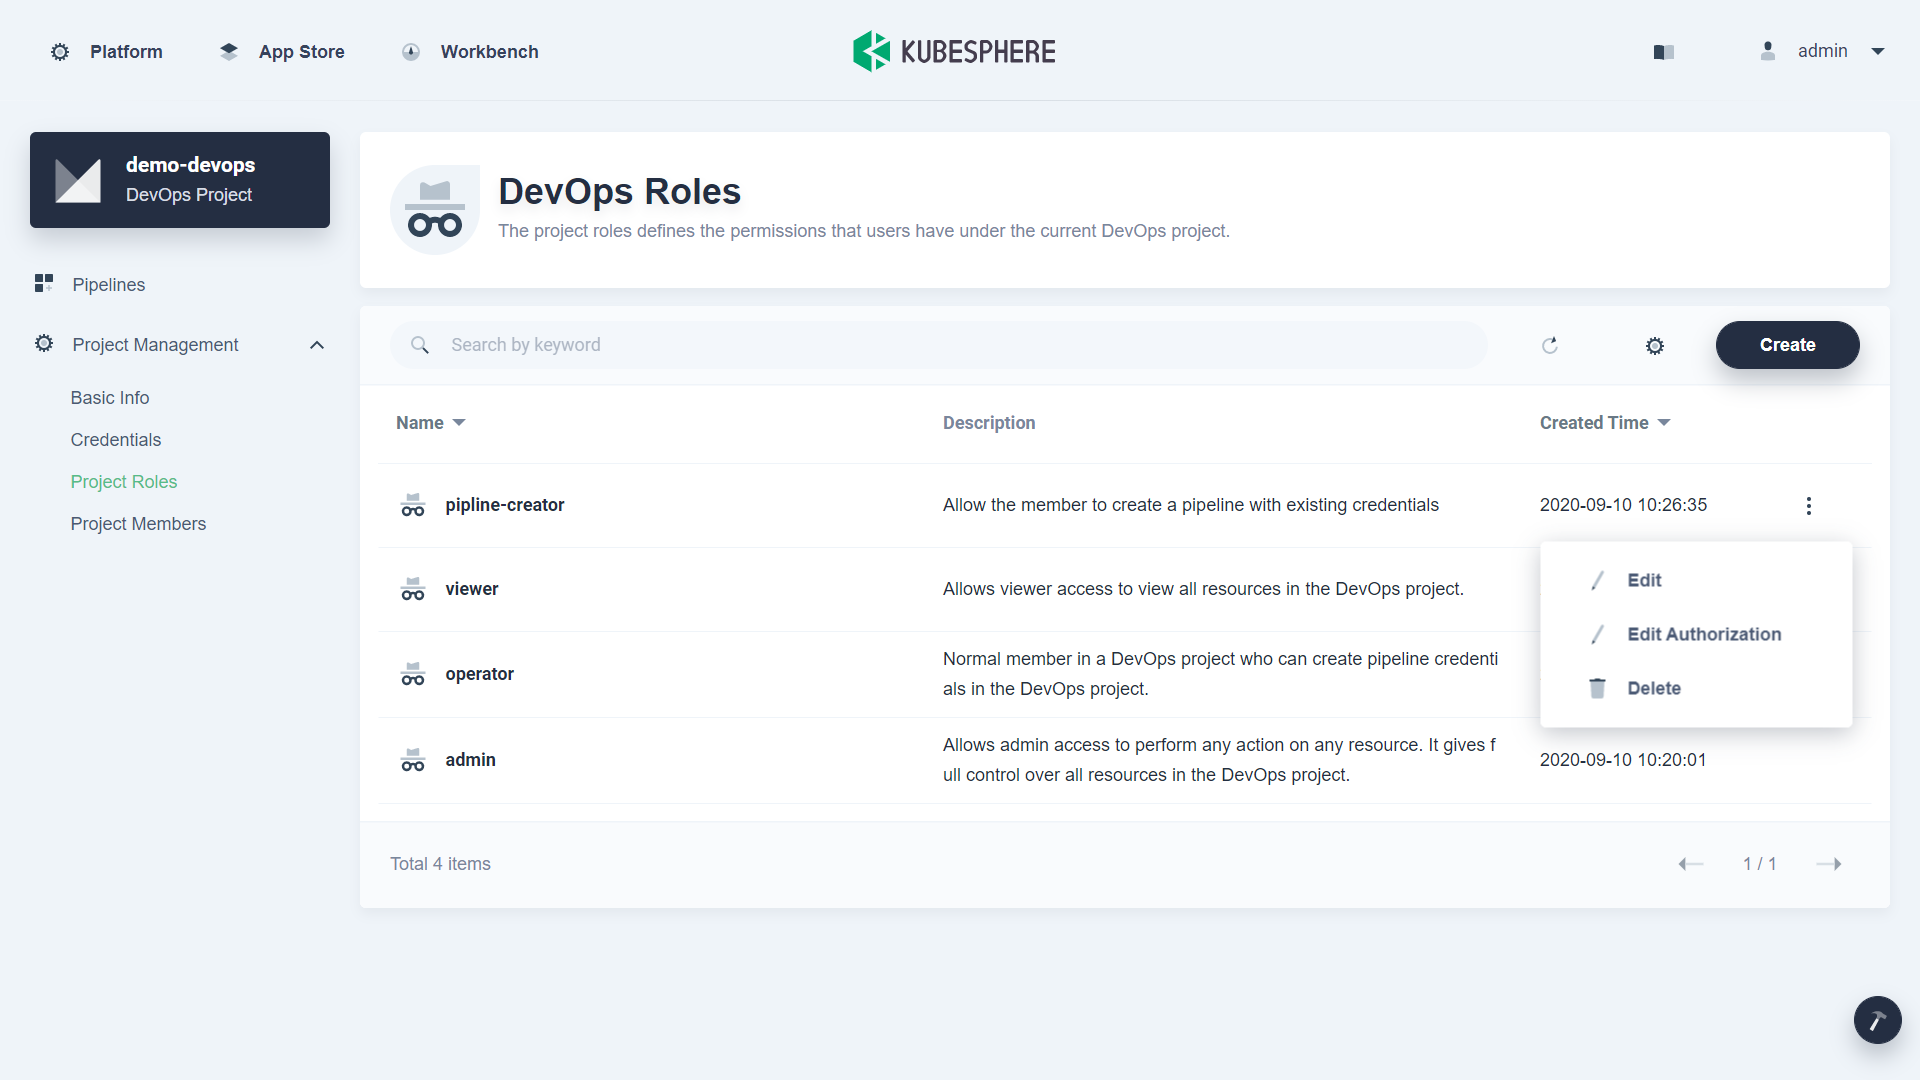 Platform
App Store
Workbench
KUBESPHERE
admin
demo-devops
DevOps Project
Pipelines
Project Management
Basic Info
Credentials
Project Roles
Project Members
DevOps Roles
The project roles defines the permissions that users have under the current DevOps project.
Search by keyword
Create
Name
Description
Created Time
pipline-creator
Allow the member to create a pipeline with existing credentials
2020-09-10 10:26:35
viewer
Allows viewer access to view all resources in the DevOps project.
operator
Normal member in a DevOps project who can create pipeline credenti
als in the DevOps project.
Edit
Edit Authorization
Delete
admin
Allows admin access to perform any action on any resource. It gives f
ull control over all resources in the DevOps project.
2020-09-10 10:20:01
Total 4 items
1 / 1